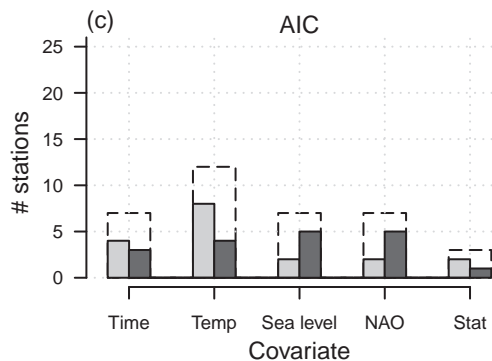 (c)
AIC
25
20
15
10
5
0
# stations
Time Temp Sea level NAO Stat
Covariate